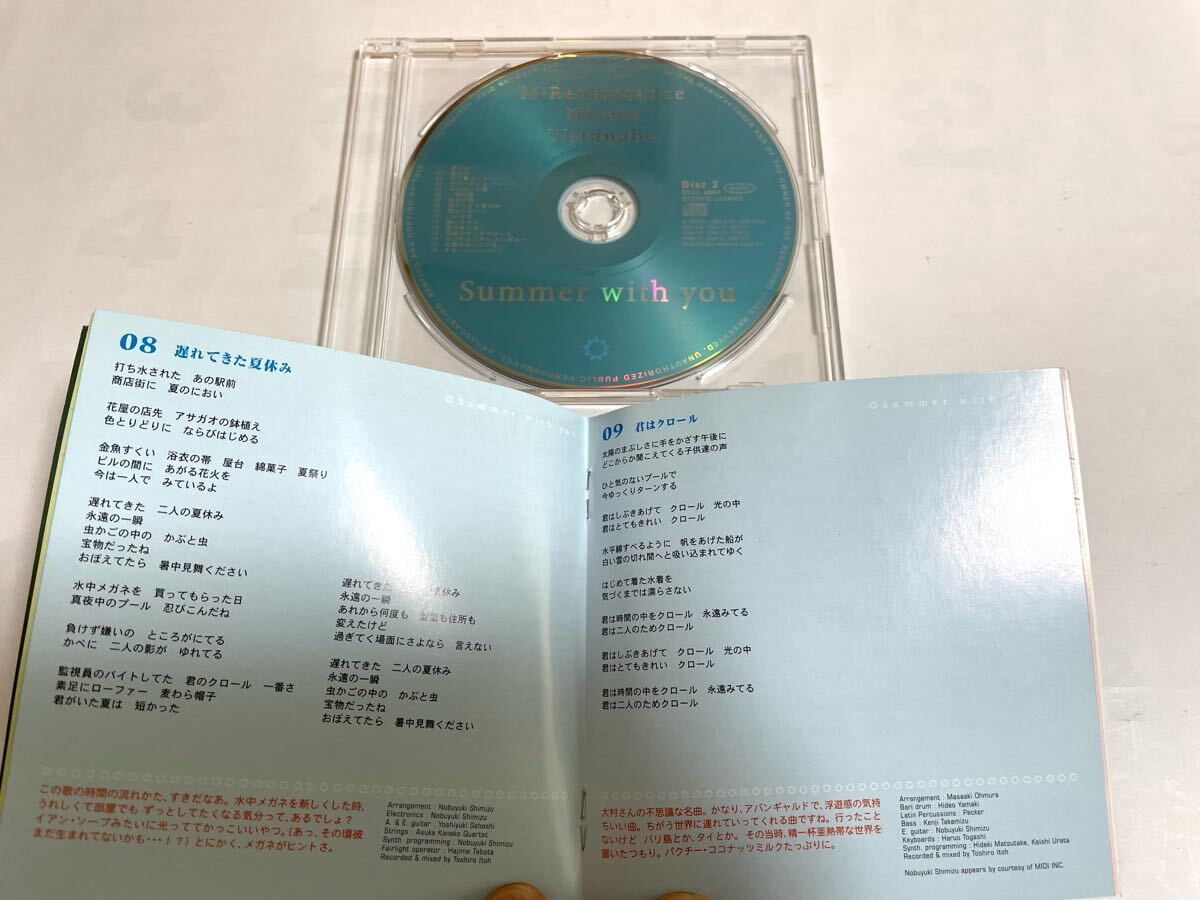 M・Renaissance
Misato
Watanabe
Disc 2
Summer with you
08 遅れてきた夏休み
打ち水された あの駅前
商店街に 夏のにおい
花屋の店先 アサガオの鉢植え
色とりどりに ならびはじめる
金魚すくい 浴衣の帯 屋台 綿菓子 夏祭り
ビルの間に あがる花火を
今は一人で みているよ
遅れてきた 二人の夏休み
永遠の一瞬
虫かごの中の かぶと虫
宝物だったね
おぼえてたら 暑中見舞ください
水中メガネを 買ってもらった日
真夜中のプール 忍びこんだね
負けず嫌いの ところがにてる
かべに 二人の影が ゆれてる
監視員のバイトしてた 君のクロール 一番さ
素足にローファー 麦わら帽子
君がいた夏は 短かった
遅れてきた 夏休み
永遠の一瞬
あれから何度も 髪型も住所も
変えたけど
過ぎてく場面にさよなら 言えない
遅れてきた 二人の夏休み
永遠の一瞬
虫かごの中の かぶと虫
宝物だったね
おぼえてたら 暑中見舞ください
この歌の時間の流れかた、すきだなあ。水中メガネを新しくした時、
うれしくて部屋でも ずっとしてたくなる気分って、あるでしょ?
イアン・ソープみたいに光っててかっこいいやつ。(あっ、その頃彼
まだ生まれてないかも・・・!?) とにかく、メガネがヒントさ。
Arrangement : Nobuyuki Shimizu
Electronics : Nobuyuki Shimizu
A. & E. guitar : Yoshiyuki Sahashi
Strings : Asuka Kaneko Quartet
Synth. programming : Nobuyuki Shimizu
Fairlight operator : Hajime Tabata
Recorded & mixed by Toshiro Itoh
Summer with
09 君はクロール
太陽のまぶしさに手をかざす午後に
どこからか聞こえてくる子供達の声
ひと気のないプールで
今ゆっくりターンする
君はしぶきあげて クロール 光の中
君はとてもきれい クロール
水平線すべるように 帆をあげた船が
白い雲の切れ間へと吸い込まれてゆく
はじめて着た水着を
気づくまでは濡らさない
君は時間の中をクロール 永遠みてる
君は二人のためクロール
君はしぶきあげて クロール 光の中
君はとてもきれい クロール
君は時間の中をクロール 永遠みてる
君は二人のためクロール
大村さんの不思議な名曲。かなり、アバンギャルドで、浮遊感の気持
ちいい曲。ちがう世界に連れていってくれる曲ですね。行ったこと
ないけど バリ島とか、タイとか。その当時、精一杯亜熱帯な世界を
書いたつもり。パクチー・ココナッツミルクたっぷりに。
Arrangement : Masaaki Ohmura
Bari drum : Hideo Yamaki
Latin Percussions : Pecker
Bass : Kenji Takamizu
E. guitar : Nobuyuki Shimizu
Keyboards : Haruo Togashi
Synth. programming : Hideki Matsutake, Keishi Urata
Recorded & mixed by Toshiro Itoh
Nobuyuki Shimizu appears by courtesy of MIDI INC.